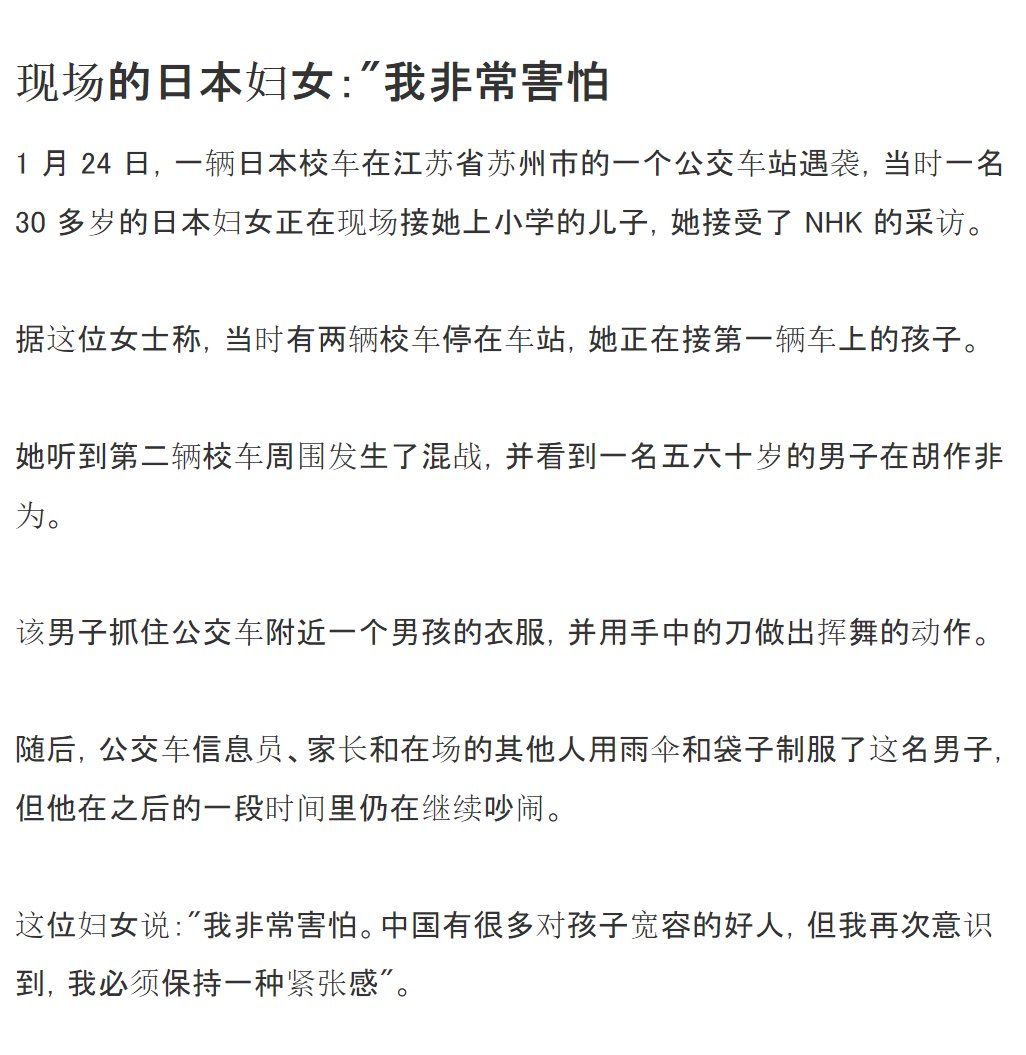 现场的日本妇女:"我非常害怕
1 月 24 日, 一辆日本校车在江苏省苏州市的一个公交车站遇袭, 当时一名
30 多岁的日本妇女正在现场接她上小学的儿子, 她接受了 NHK 的采访。
据这位女士称, 当时有两辆校车停在车站, 她正在接第一辆车上的孩子。
她听到第二辆校车周围发生了混战, 并看到一名五六十岁的男子在胡作非
为。
该男子抓住公交车附近一个男孩的衣服, 并用手中的刀做出挥舞的动作。
随后, 公交车信息员、家长和在场的其他人用雨伞和袋子制服了这名男子,
但他在之后的一段时间里仍在继续吵闹。
这位妇女说:"我非常害怕。中国有很多对孩子宽容的好人, 但我再次意识
到, 我必须保持一种紧张感"。